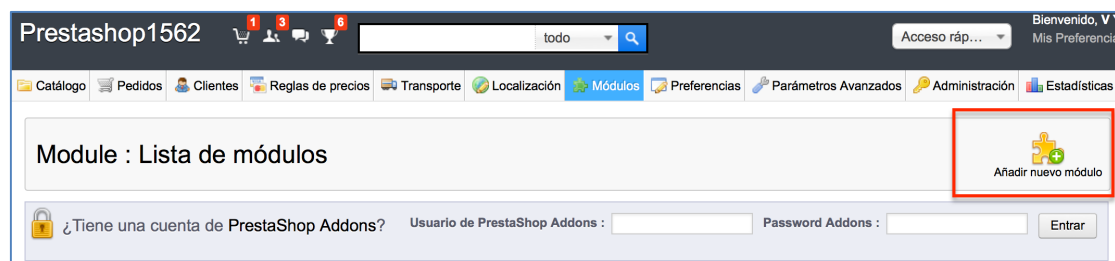 Prestashop1562 1 3 6 todo Acceso ráp... Bienvenido, V
Mis Preferencia
Catálogo Pedidos Clientes Reglas de precios Transporte Localización Módulos Preferencias Parámetros Avanzados Administración Estadísticas
Module : Lista de módulos
Añadir nuevo módulo
¿Tiene una cuenta de PrestaShop Addons? Usuario de PrestaShop Addons : Password Addons : Entrar